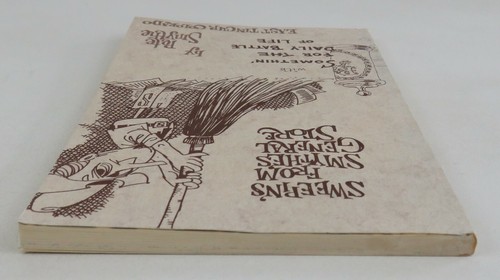 SWEEPIN'S
FROM
SMYTHE'S
GENERAL
STORE
with
"SOMETHIN'
FOR THE
DAILY BATTLE
OF LIFE
by Pete
Smythe
EAST TINCUP, COLORADO